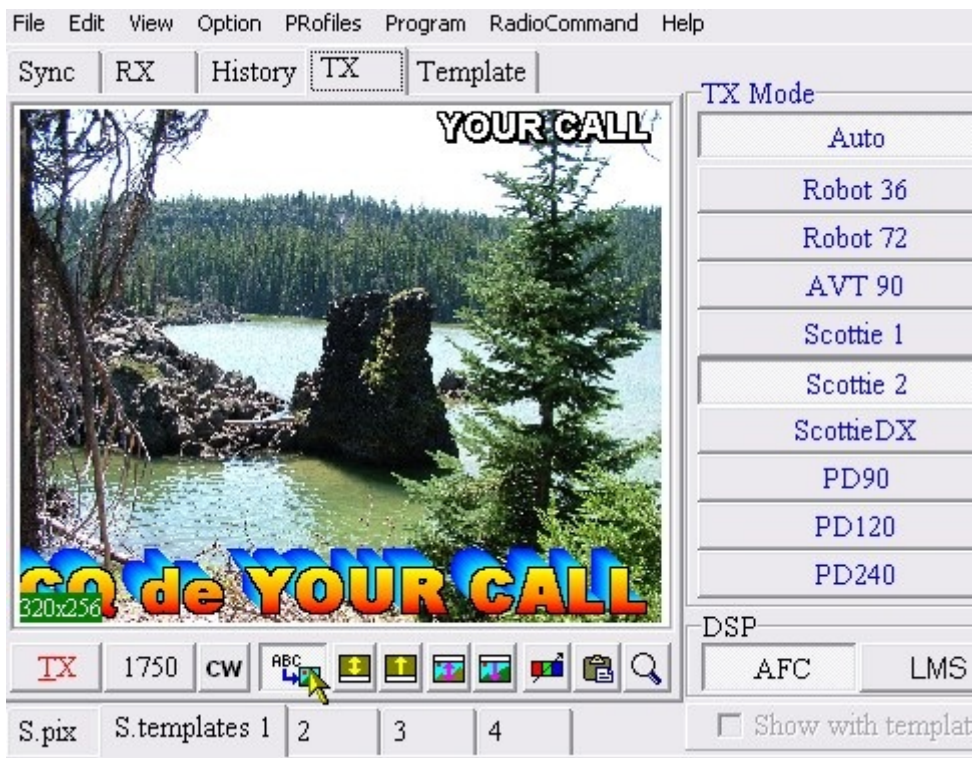 File Edit View Option PRofiles Program RadioCommand Help
Sync RX History TX Template
YOUR CALL
CQ de YOUR CALL
320x256
TX 1750 CW ABC
S.pix S.templates 1 2 3 4
TX Mode
Auto
Robot 36
Robot 72
AVT 90
Scottie 1
Scottie 2
ScottieDX
PD90
PD120
PD240
DSP
AFC LMS
Show with templat